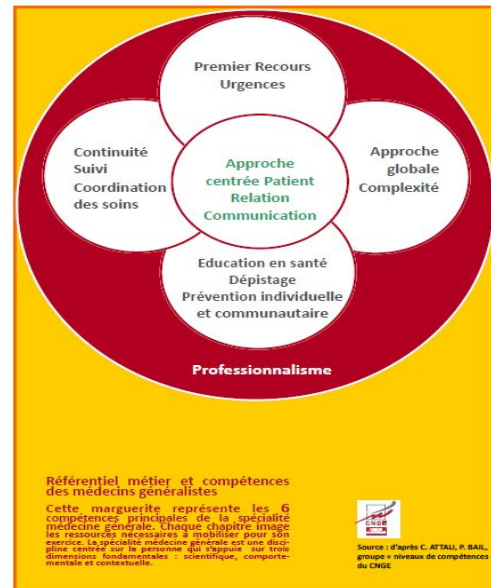 Premier Recours
Urgences
Continuité
Suivi
Coordination
des soins
Approche
centrée Patient
Relation
Communication
Approche
globale
Complexité
Education en santé
Dépistage
Prévention individuelle
et communautaire
Professionnalisme
Référentiel métier et compétences
des médecins généralistes
Cette marguerite représente les 6
compétences principales de la spécialité
médecine générale. Chaque chapitre image
les ressources nécessaires à mobiliser pour son
exercice. La spécialité médecine générale est une disci-
pline centrée sur la personne qui s'appuie sur trois
dimensions fondamentales : scientifique, comporte-
mentale et contextuelle.
CNGE
Source : d'après C. ATTALI, P. BAIL,
groupe « niveaux de compétences »
du CNGE